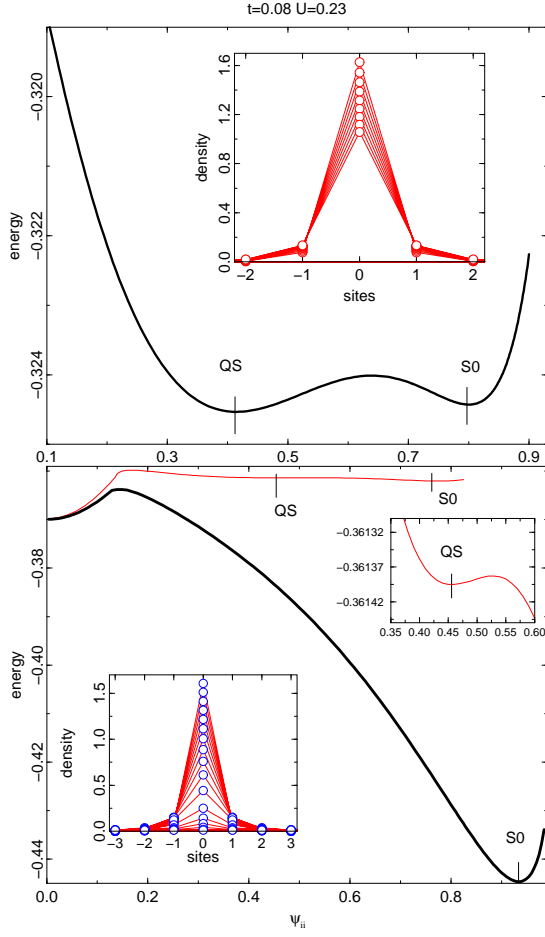 t=0.08 U=0.23
energy
−0.320
−0.322
−0.324
density
1.6
1.2
0.8
0.4
0.0
−2 −1 0 1 2
sites
QS
S0
0.1 0.3 0.5 0.7 0.9
energy
−0.38
−0.40
−0.42
−0.44
QS
S0
−0.36132
−0.36137
−0.36142
QS
0.35 0.40 0.45 0.50 0.55 0.60
density
1.5
1.0
0.5
0.0
−3 −2 −1 0 1 2 3
sites
S0
0.0 0.2 0.4 0.6 0.8
ψii